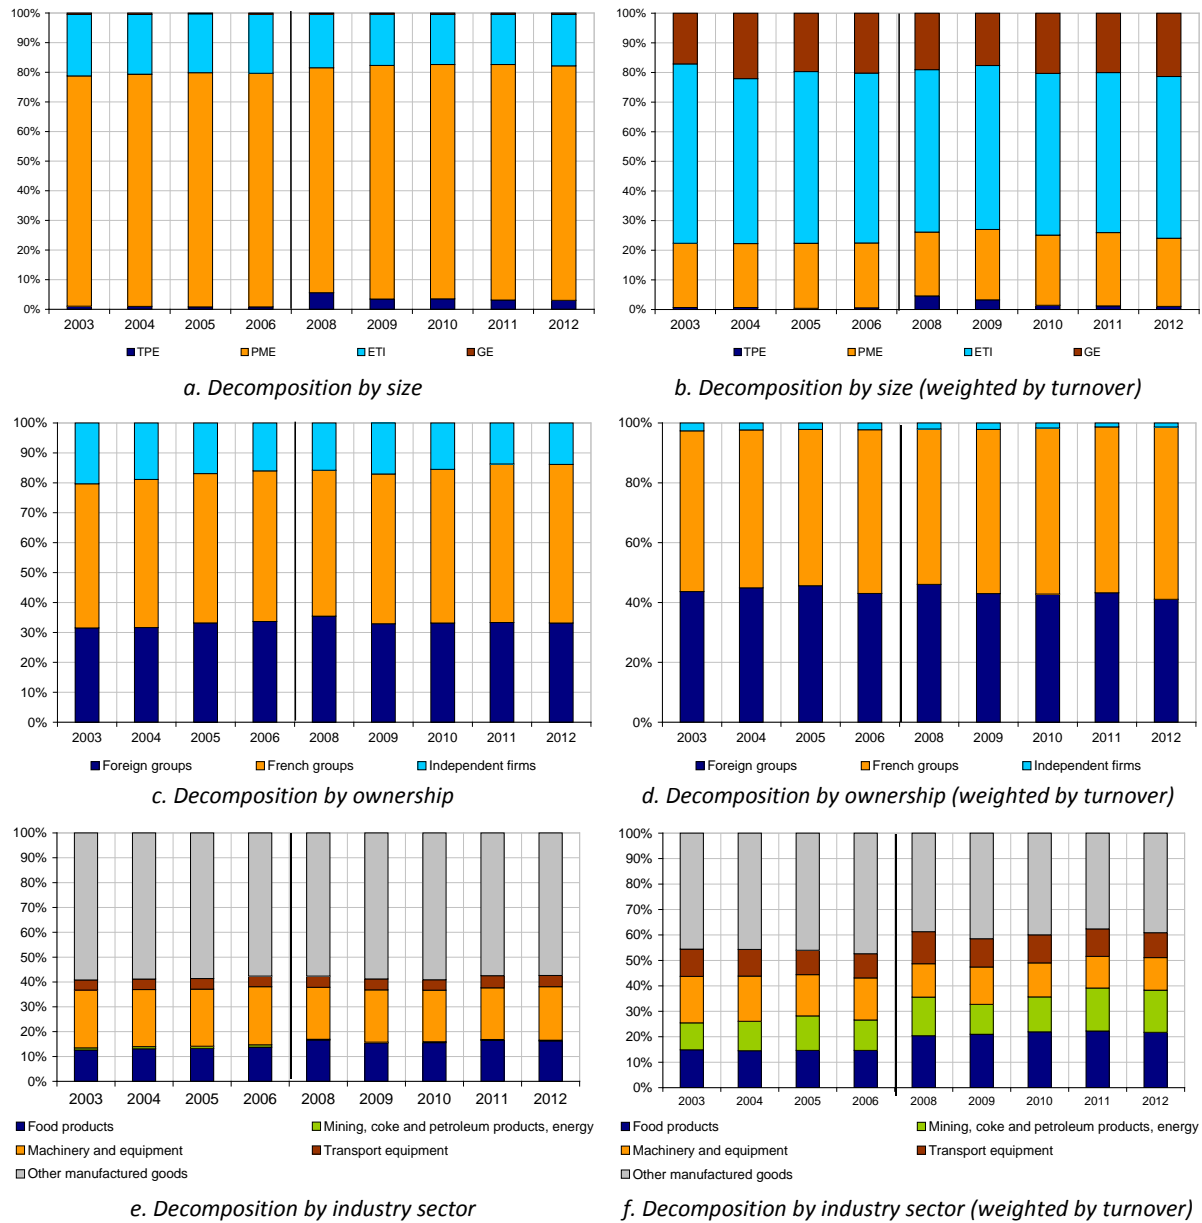 100%
90%
80%
70%
60%
50%
40%
30%
20%
10%
0%
2003 2004 2005 2006 2008 2009 2010 2011 2012
TPE PME ETI GE
a. Decomposition by size
100%
90%
80%
70%
60%
50%
40%
30%
20%
10%
0%
2003 2004 2005 2006 2008 2009 2010 2011 2012
TPE PME ETI GE
b. Decomposition by size (weighted by turnover)
100%
90%
80%
70%
60%
50%
40%
30%
20%
10%
0%
2003 2004 2005 2006 2008 2009 2010 2011 2012
Foreign groups French groups Independent firms
c. Decomposition by ownership
100%
80%
60%
40%
20%
0%
2003 2004 2005 2006 2008 2009 2010 2011 2012
Foreign groups French groups Independent firms
d. Decomposition by ownership (weighted by turnover)
100%
90%
80%
70%
60%
50%
40%
30%
20%
10%
0%
2003 2004 2005 2006 2008 2009 2010 2011 2012
Food products Mining, coke and petroleum products, energy
Machinery and equipment Transport equipment
Other manufactured goods
e. Decomposition by industry sector
100%
90%
80%
70%
60%
50%
40%
30%
20%
10%
0%
2003 2004 2005 2006 2008 2009 2010 2011 2012
Food products Mining, coke and petroleum products, energy
Machinery and equipment Transport equipment
Other manufactured goods
f. Decomposition by industry sector (weighted by turnover)